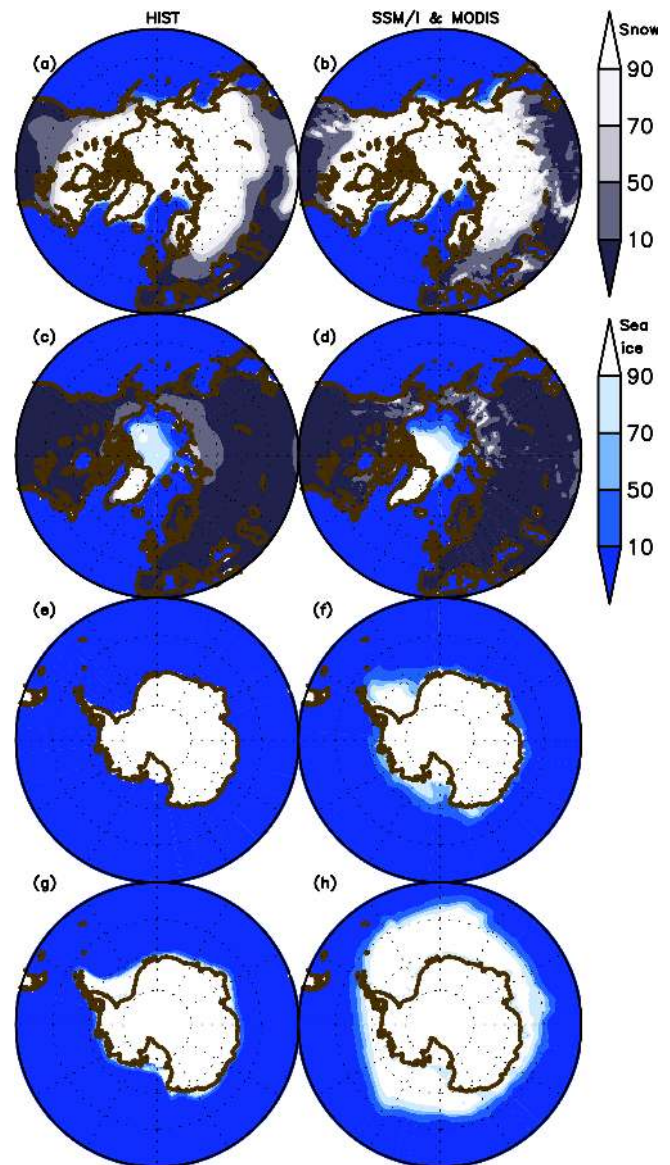 HIST
SSM/I & MODIS
Snow
(a)
(b)
90
70
50
10
(c)
(d)
Sea
ice
90
70
50
10
(e)
(f)
(g)
(h)